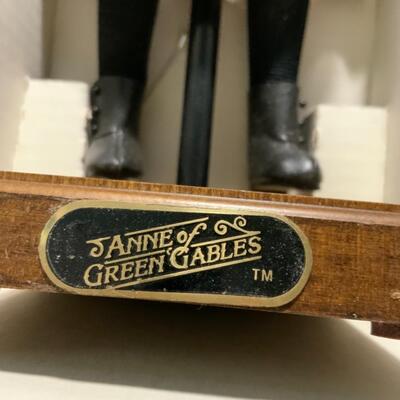 ANNE of
GREEN GABLES
TM